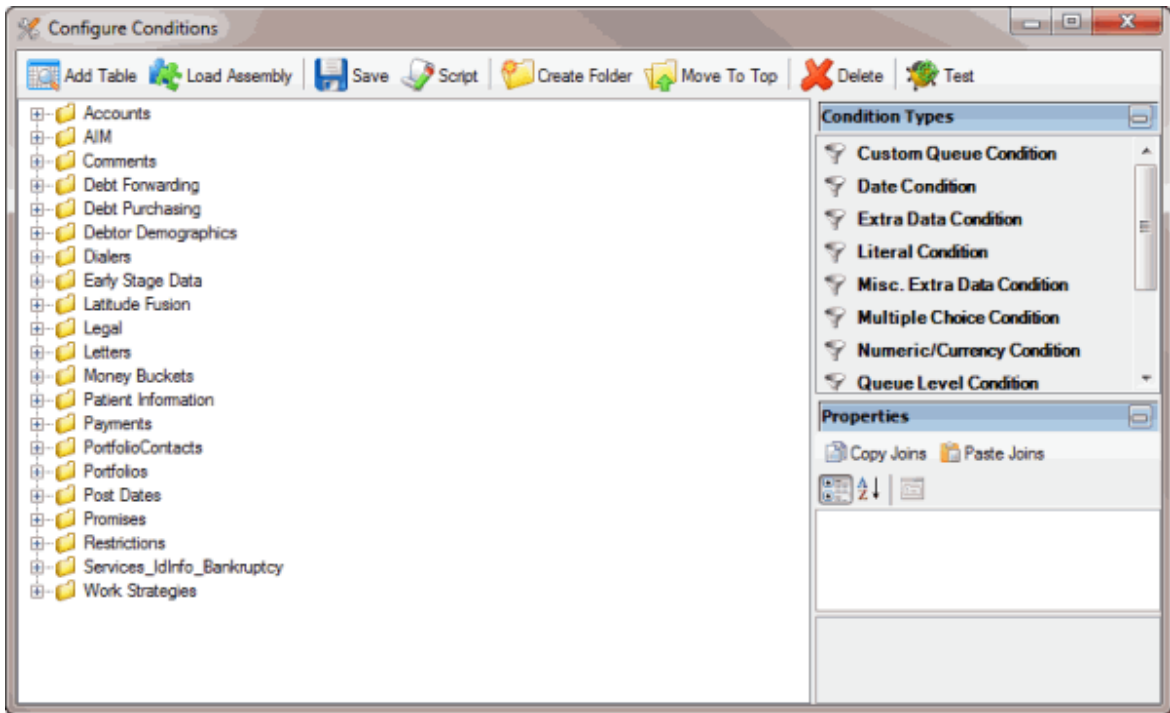 Configure Conditions
Add Table Load Assembly Save Script Create Folder Move To Top Delete Test
Accounts
AIM
Comments
Debt Forwarding
Debt Purchasing
Debtor Demographics
Dialers
Early Stage Data
Latitude Fusion
Legal
Letters
Money Buckets
Patient Information
Payments
PortfolioContacts
Portfolios
Post Dates
Promises
Restrictions
Services_IdInfo_Bankruptcy
Work Strategies
Condition Types
Custom Queue Condition
Date Condition
Extra Data Condition
Literal Condition
Misc. Extra Data Condition
Multiple Choice Condition
Numeric/Currency Condition
Queue Level Condition
Properties
Copy Joins Paste Joins